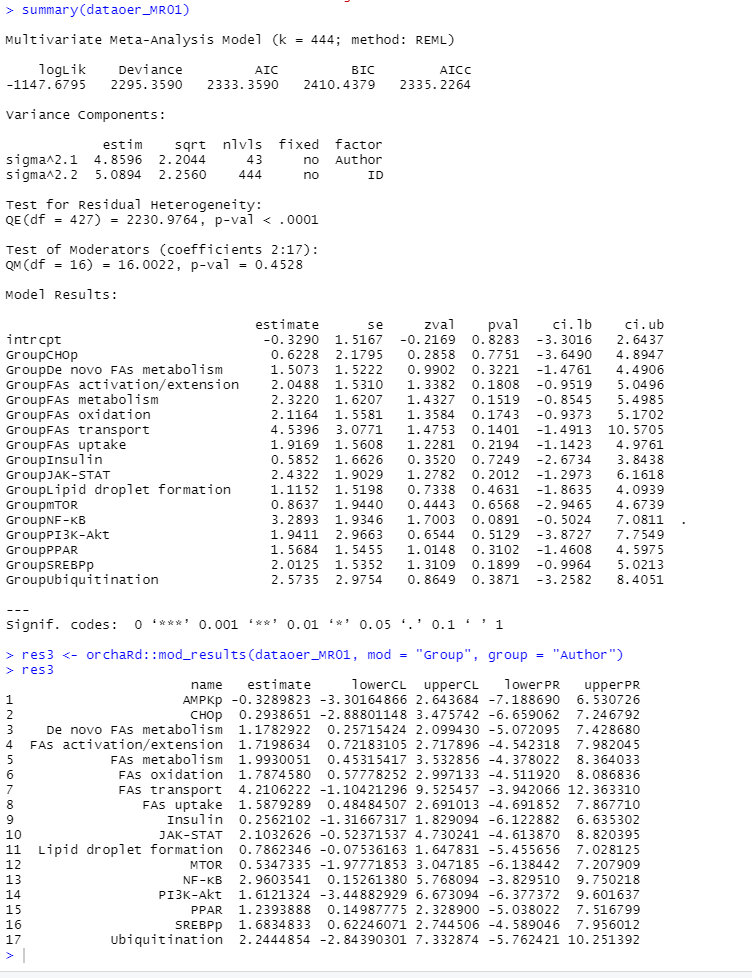 > summary(dataoer_MR01)
Multivariate Meta-Analysis Model (k = 444; method: REML)
logLik Deviance AIC BIC AICc
-1147.6795 2295.3590 2333.3590 2410.4379 2335.2264
Variance Components:
estim sqrt nlvls fixed factor
sigma^2.1 4.8596 2.2044 43 no Author
sigma^2.2 5.0894 2.2560 444 no ID
Test for Residual Heterogeneity:
QE(df = 427) = 2230.9764, p-val < .0001
Test of Moderators (coefficients 2:17):
QM(df = 16) = 16.0022, p-val = 0.4528
Model Results:
estimate se zval pval ci.lb ci.ub
intrcpt -0.3290 1.5167 -0.2169 0.8283 -3.3016 2.6437
GroupCHOp 0.6228 2.1795 0.2858 0.7751 -3.6490 4.8947
GroupDe novo FAs metabolism 1.5073 1.5222 0.9902 0.3221 -1.4761 4.4906
GroupFAs activation/extension 2.0488 1.5310 1.3382 0.1808 -0.9519 5.0496
GroupFAs metabolism 2.3220 1.6207 1.4327 0.1519 -0.8545 5.4985
GroupFAs oxidation 2.1164 1.5581 1.3584 0.1743 -0.9373 5.1702
GroupFAs transport 4.5396 3.0771 1.4753 0.1401 -1.4913 10.5705
GroupFAs uptake 1.9169 1.5608 1.2281 0.2194 -1.1423 4.9761
GroupInsulin 0.5852 1.6626 0.3520 0.7249 -2.6734 3.8438
GroupJAK-STAT 2.4322 1.9029 1.2782 0.2012 -1.2973 6.1618
GroupLipid droplet formation 1.1152 1.5198 0.7338 0.4631 -1.8635 4.0939
GroupmTOR 0.8637 1.9440 0.4443 0.6568 -2.9465 4.6739
GroupNF-κB 3.2893 1.9346 1.7003 0.0891 -0.5024 7.0811 .
GroupPI3K-Akt 1.9411 2.9663 0.6544 0.5129 -3.8727 7.7549
GroupPPAR 1.5684 1.5455 1.0148 0.3102 -1.4608 4.5975
GroupSREBPp 2.0125 1.5352 1.3109 0.1899 -0.9964 5.0213
GroupUbiquitination 2.5735 2.9754 0.8649 0.3871 -3.2582 8.4051
---
Signif. codes: 0 ‘***’ 0.001 ‘**’ 0.01 ‘*’ 0.05 ‘.’ 0.1 ‘ ’ 1
> res3 <- orchaRd::mod_results(dataoer_MR01, mod = "Group", group = "Author")
> res3
name estimate lowerCL upperCL lowerPR upperPR
1 AMPKp -0.3289823 -3.30164866 2.643684 -7.188690 6.530726
2 CHOp 0.2938651 -2.88801148 3.475742 -6.659062 7.246792
3 De novo FAs metabolism 1.1782922 0.25715424 2.099430 -5.072095 7.428680
4 FAs activation/extension 1.7198634 0.72183105 2.717896 -4.542318 7.982045
5 FAs metabolism 1.9930051 0.45315417 3.532856 -4.378022 8.364033
6 FAs oxidation 1.7874580 0.57778252 2.997133 -4.511920 8.086836
7 FAs transport 4.2106222 -1.10421296 9.525457 -3.942066 12.363310
8 FAs uptake 1.5879289 0.48484507 2.691013 -4.691852 7.867710
9 Insulin 0.2562102 -1.31667317 1.829094 -6.122882 6.635302
10 JAK-STAT 2.1032626 -0.52371537 4.730241 -4.613870 8.820395
11 Lipid droplet formation 0.7862346 -0.07536163 1.647831 -5.455656 7.028125
12 MTOR 0.5347335 -1.97771853 3.047185 -6.138442 7.207909
13 NF-κB 2.9603541 0.15261380 5.768094 -3.829510 9.750218
14 PI3K-Akt 1.6121324 -3.44882929 6.673094 -6.377372 9.601637
15 PPAR 1.2393888 0.14987775 2.328900 -5.038022 7.516799
16 SREBPp 1.6834833 0.62246071 2.744506 -4.589046 7.956012
17 Ubiquitination 2.2444854 -2.84390301 7.332874 -5.762421 10.251392
>